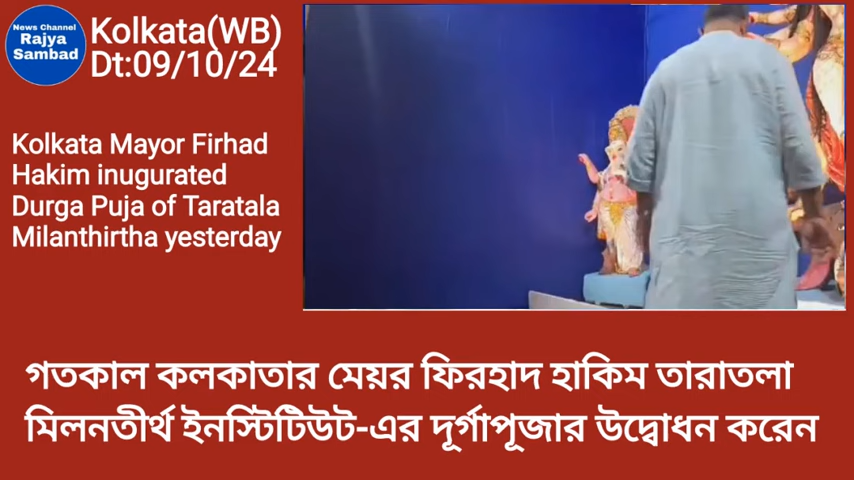 News Channel
Rajya
Sambad
Kolkata(WB)
Dt:09/10/24
Kolkata Mayor Firhad
Hakim inugurated
Durga Puja of Taratala
Milanthirtha yesterday
গতকাল কলকাতার মেয়র ফিরহাদ হাকিম তারাতলা
মিলনতীর্থ ইনস্টিটিউট-এর দূর্গাপূজার উদ্বোধন করেন